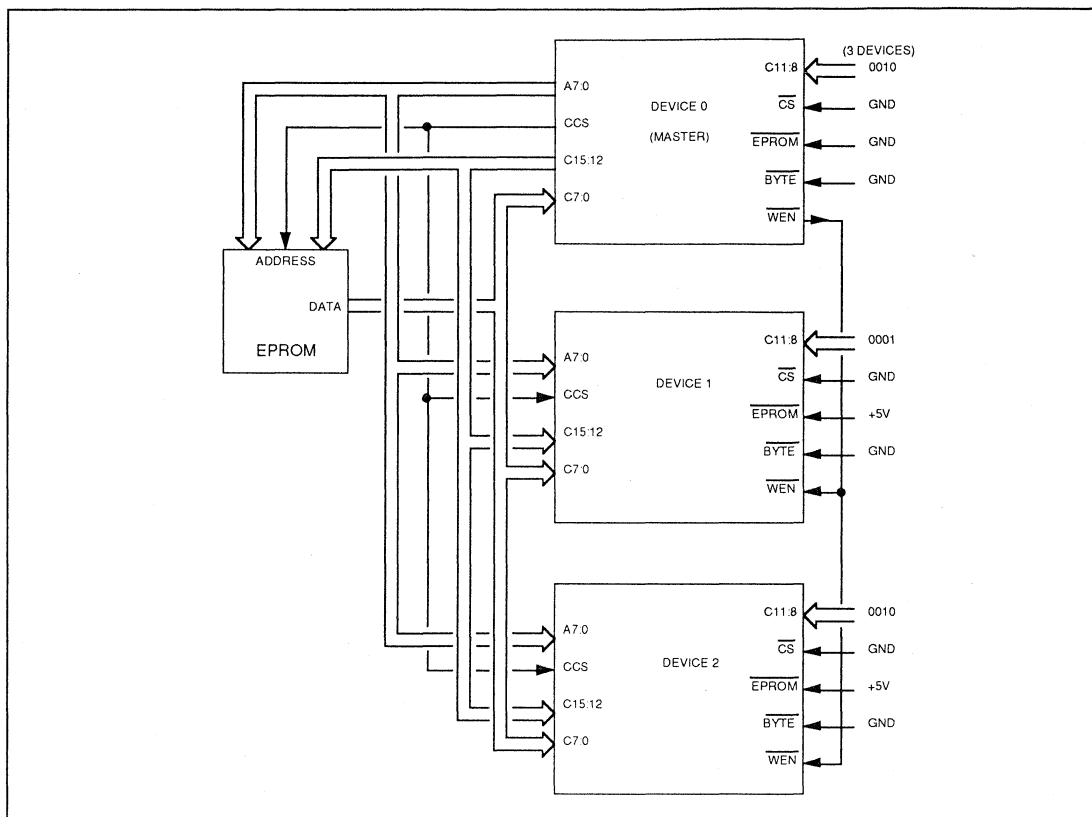 (3 DEVICES)
A7:0
CCS
C15:12
C7:0
DEVICE 0
(MASTER)
C11:8
0010
CS
GND
EPROM
GND
BYTE
GND
WEN
ADDRESS
DATA
EPROM
A7:0
CCS
C15:12
C7:0
DEVICE 1
C11:8
0001
CS
GND
EPROM
+5V
BYTE
GND
WEN
A7:0
CCS
C15:12
C7:0
DEVICE 2
C11:8
0010
CS
GND
EPROM
+5V
BYTE
GND
WEN